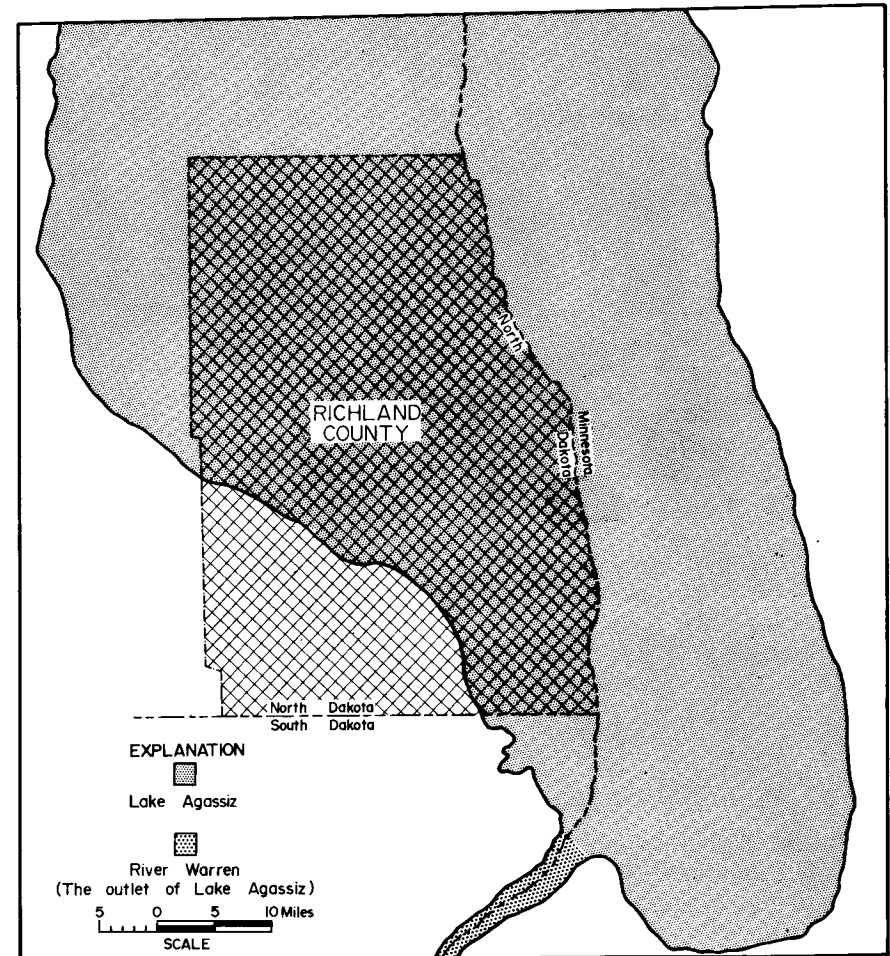 North
Minnesota
Dakota
RICHLAND
COUNTY
North Dakota
South Dakota
EXPLANATION
Lake Agassiz
River Warren
(The outlet of Lake Agassiz)
5 0 5 10 Miles
SCALE